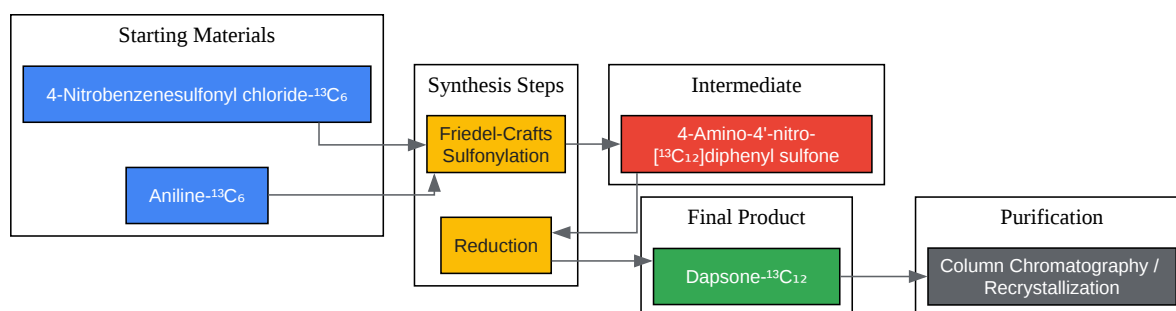 Starting Materials
4-Nitrobenzenesulfonyl chloride-¹³C₆
Aniline-¹³C₆
Synthesis Steps
Friedel-Crafts
Sulfonylation
Reduction
Intermediate
4-Amino-4'-nitro-
[¹³C₁₂]diphenyl sulfone
Final Product
Dapsone-¹³C₁₂
Purification
Column Chromatography /
Recrystallization